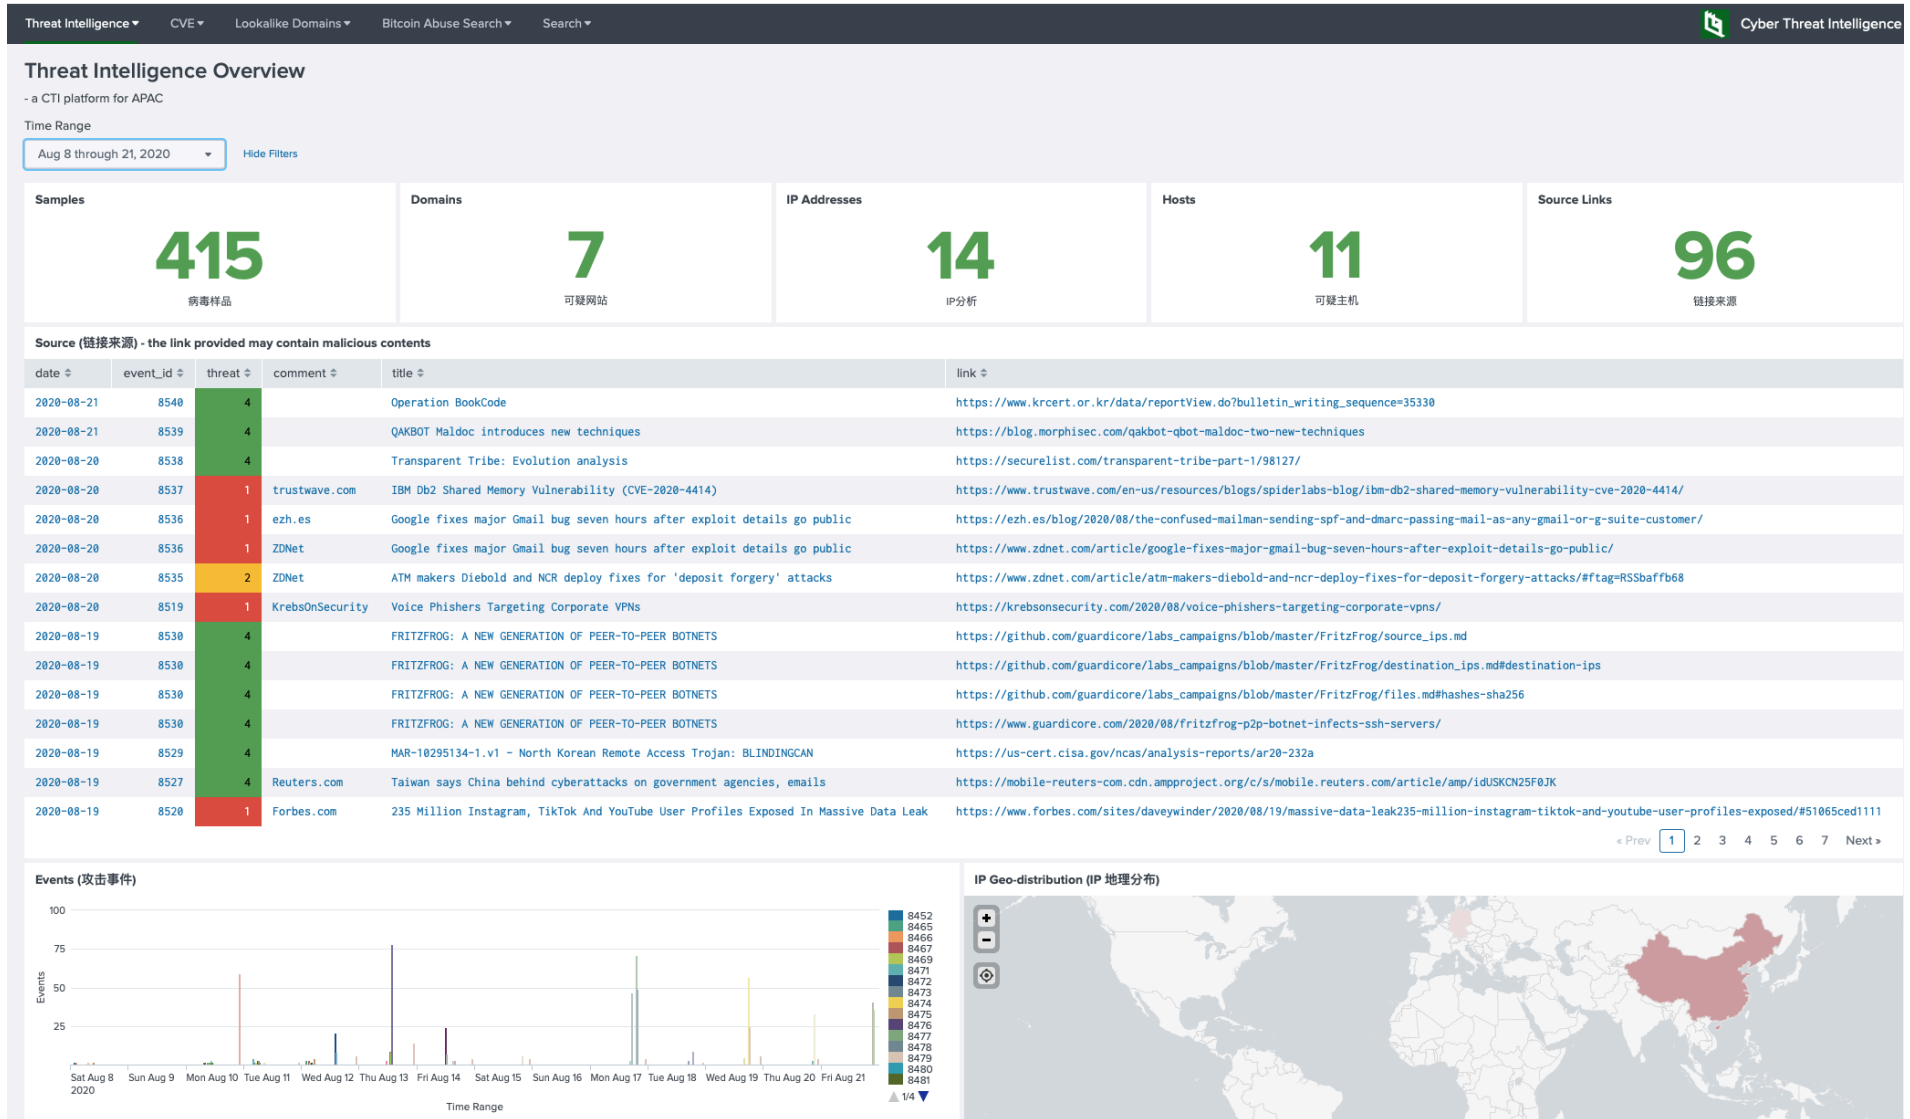 Threat Intelligence CVE Lookalike Domains Bitcoin Abuse Search Search Cyber Threat Intelligence
Threat Intelligence Overview
- a CTI platform for APAC
Time Range
Aug 8 through 21, 2020 Hide Filters
Samples Domains IP Addresses Hosts Source Links
415 7 14 11 96
病毒样品 可疑网站 IP分析 可疑主机 链接来源
Source (链接来源) - the link provided may contain malicious contents
date event_id threat comment title link
2020-08-21 8540 4 Operation BookCode https://www.krcert.or.kr/data/reportView.do?bulletin_writing_sequence=35330
2020-08-21 8539 4 QAKBOT Maldoc introduces new techniques https://blog.morphisec.com/qakbot-qbot-maldoc-two-new-techniques
2020-08-20 8538 4 Transparent Tribe: Evolution analysis https://securelist.com/transparent-tribe-part-1/98127/
2020-08-20 8537 1 trustwave.com IBM Db2 Shared Memory Vulnerability (CVE-2020-4414) https://www.trustwave.com/en-us/resources/blogs/spiderlabs-blog/ibm-db2-shared-memory-vulnerability-cve-2020-4414/
2020-08-20 8536 1 ezh.es Google fixes major Gmail bug seven hours after exploit details go public https://ezh.es/blog/2020/08/the-confused-mailman-sending-spf-and-dmarc-passing-mail-as-any-gmail-or-g-suite-customer/
2020-08-20 8536 1 ZDNet Google fixes major Gmail bug seven hours after exploit details go public https://www.zdnet.com/article/google-fixes-major-gmail-bug-seven-hours-after-exploit-details-go-public/
2020-08-20 8535 2 ZDNet ATM makers Diebold and NCR deploy fixes for 'deposit forgery' attacks https://www.zdnet.com/article/atm-makers-diebold-and-ncr-deploy-fixes-for-deposit-forgery-attacks/#ftag=RSSbaffb68
2020-08-20 8519 1 KrebsOnSecurity Voice Phishers Targeting Corporate VPNs https://krebsonsecurity.com/2020/08/voice-phishers-targeting-corporate-vpns/
2020-08-19 8530 4 FRITZFROG: A NEW GENERATION OF PEER-TO-PEER BOTNETS https://github.com/guardicore/labs_campaigns/blob/master/FritzFrog/source_ips.md
2020-08-19 8530 4 FRITZFROG: A NEW GENERATION OF PEER-TO-PEER BOTNETS https://github.com/guardicore/labs_campaigns/blob/master/FritzFrog/destination_ips.md#destination-ips
2020-08-19 8530 4 FRITZFROG: A NEW GENERATION OF PEER-TO-PEER BOTNETS https://github.com/guardicore/labs_campaigns/blob/master/FritzFrog/files.md#hashes-sha256
2020-08-19 8530 4 FRITZFROG: A NEW GENERATION OF PEER-TO-PEER BOTNETS https://www.guardicore.com/2020/08/fritzfrog-p2p-botnet-infects-ssh-servers/
2020-08-19 8529 4 MAR-10295134-1.v1 - North Korean Remote Access Trojan: BLINDINGCAN https://us-cert.cisa.gov/ncas/analysis-reports/ar20-232a
2020-08-19 8527 4 Reuters.com Taiwan says China behind cyberattacks on government agencies, emails https://mobile-reuters-com.cdn.ampproject.org/c/s/mobile.reuters.com/article/amp/idUSKCN25F0JK
2020-08-19 8520 1 Forbes.com 235 Million Instagram, TikTok And YouTube User Profiles Exposed In Massive Data Leak https://www.forbes.com/sites/daveywinder/2020/08/19/massive-data-leak235-million-instagram-tiktok-and-youtube-user-profiles-exposed/#51065ced1111
« Prev 1 2 3 4 5 6 7 Next »
Events (攻击事件)
100
75
50
25
Events
Sat Aug 8 Sun Aug 9 Mon Aug 10 Tue Aug 11 Wed Aug 12 Thu Aug 13 Fri Aug 14 Sat Aug 15 Sun Aug 16 Mon Aug 17 Tue Aug 18 Wed Aug 19 Thu Aug 20 Fri Aug 21
2020
Time Range
8452
8465
8466
8467
8469
8471
8472
8473
8474
8475
8476
8477
8478
8479
8480
8481
1/4
IP Geo-distribution (IP 地理分布)
+
-